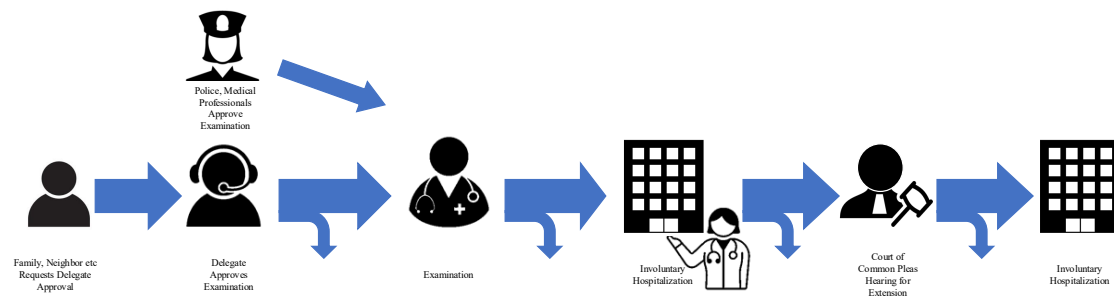 Police, Medical
Professionals
Approve
Examination
Family, Neighbor etc
Requests Delegate
Approval
Delegate
Approves
Examination
Examination
Involuntary
Hospitalization
Court of
Common Pleas
Hearing for
Extension
Involuntary
Hospitalization